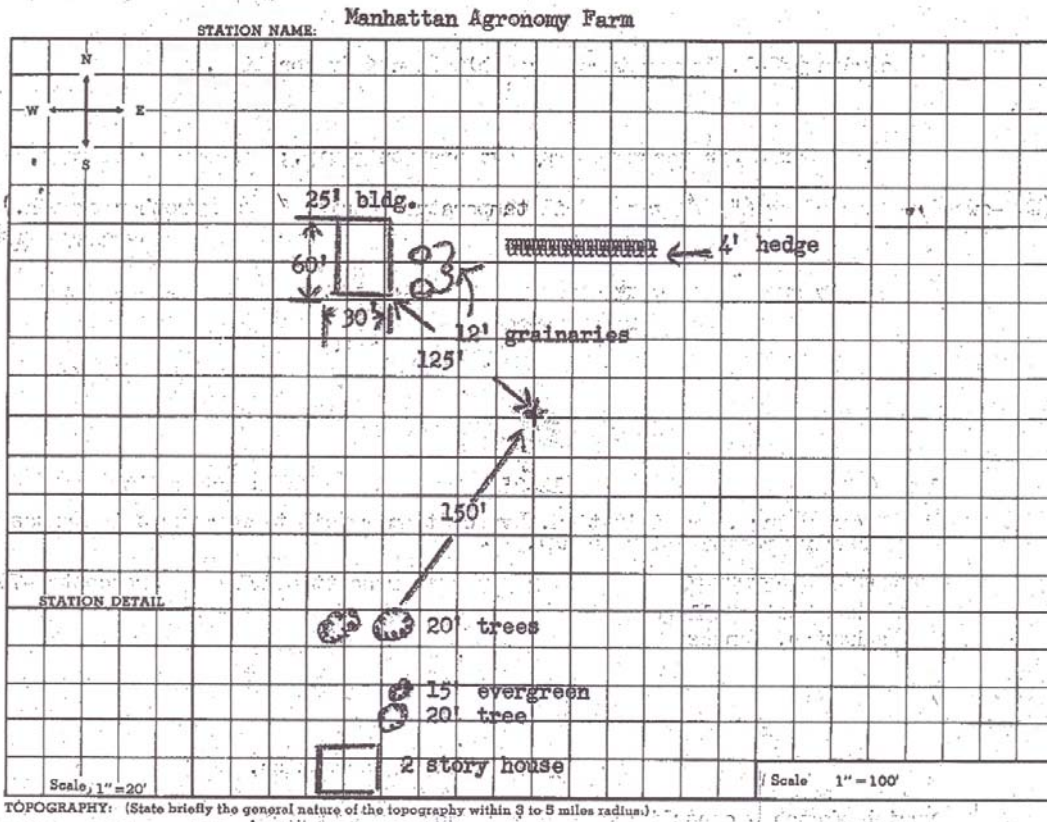 Manhattan Agronomy Farm
STATION NAME:
N
W E
S
25' bldg.
60'
4' hedge
30'
12' grainaries
125'
150'
STATION DETAIL
20' trees
15' evergreen
20' tree
2 story house
Scale, 1"=20'
Scale 1"=100'
TOPOGRAPHY: (State briefly the general nature of the topography within 3 to 5 miles radius.)